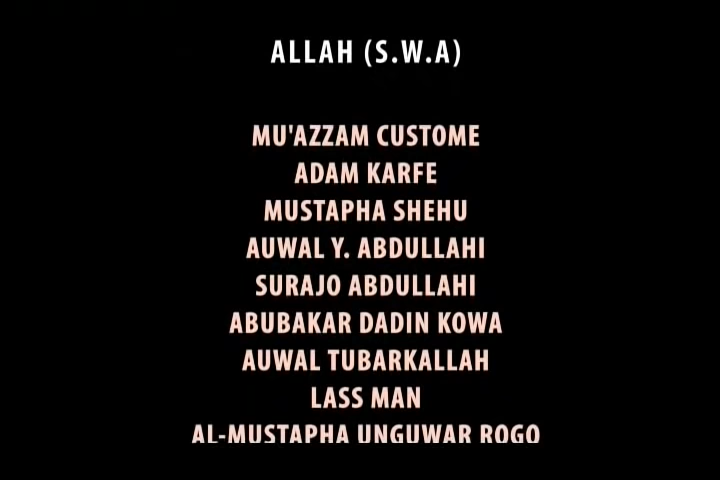 ALLAH (S.W.A)
MU'AZZAM CUSTOME
ADAM KARFE
MUSTAPHA SHEHU
AUWAL Y. ABDULLAHI
SURAJO ABDULLAHI
ABUBAKAR DADIN KOWA
AUWAL TUBARKALLAH
LASS MAN
AL-MUSTAPHA UNGUWAR ROGO